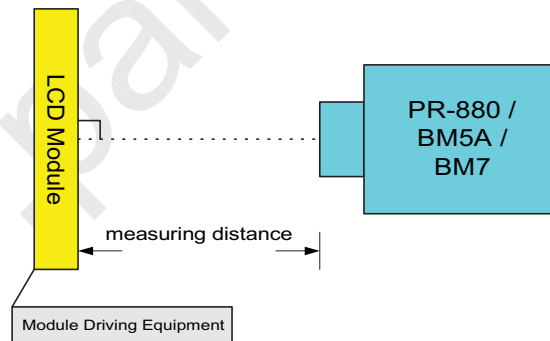 LCD Module
PR-880 /
BM5A /
BM7
measuring distance
Module Driving Equipment